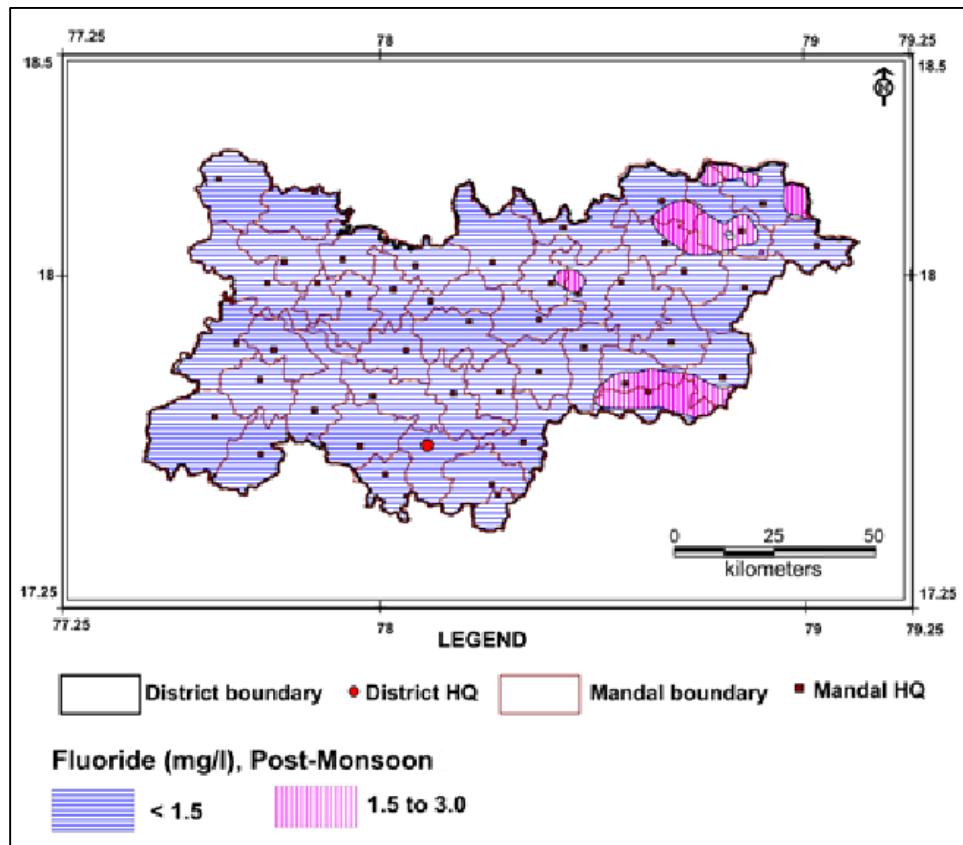 77.25 78 79 79.25
18.5 18.5
N
18 18
0 25 50
kilometers
17.25 17.25
77.25 78 79 79.25
LEGEND
District boundary District HQ Mandal boundary Mandal HQ
Fluoride (mg/l), Post-Monsoon
< 1.5 1.5 to 3.0